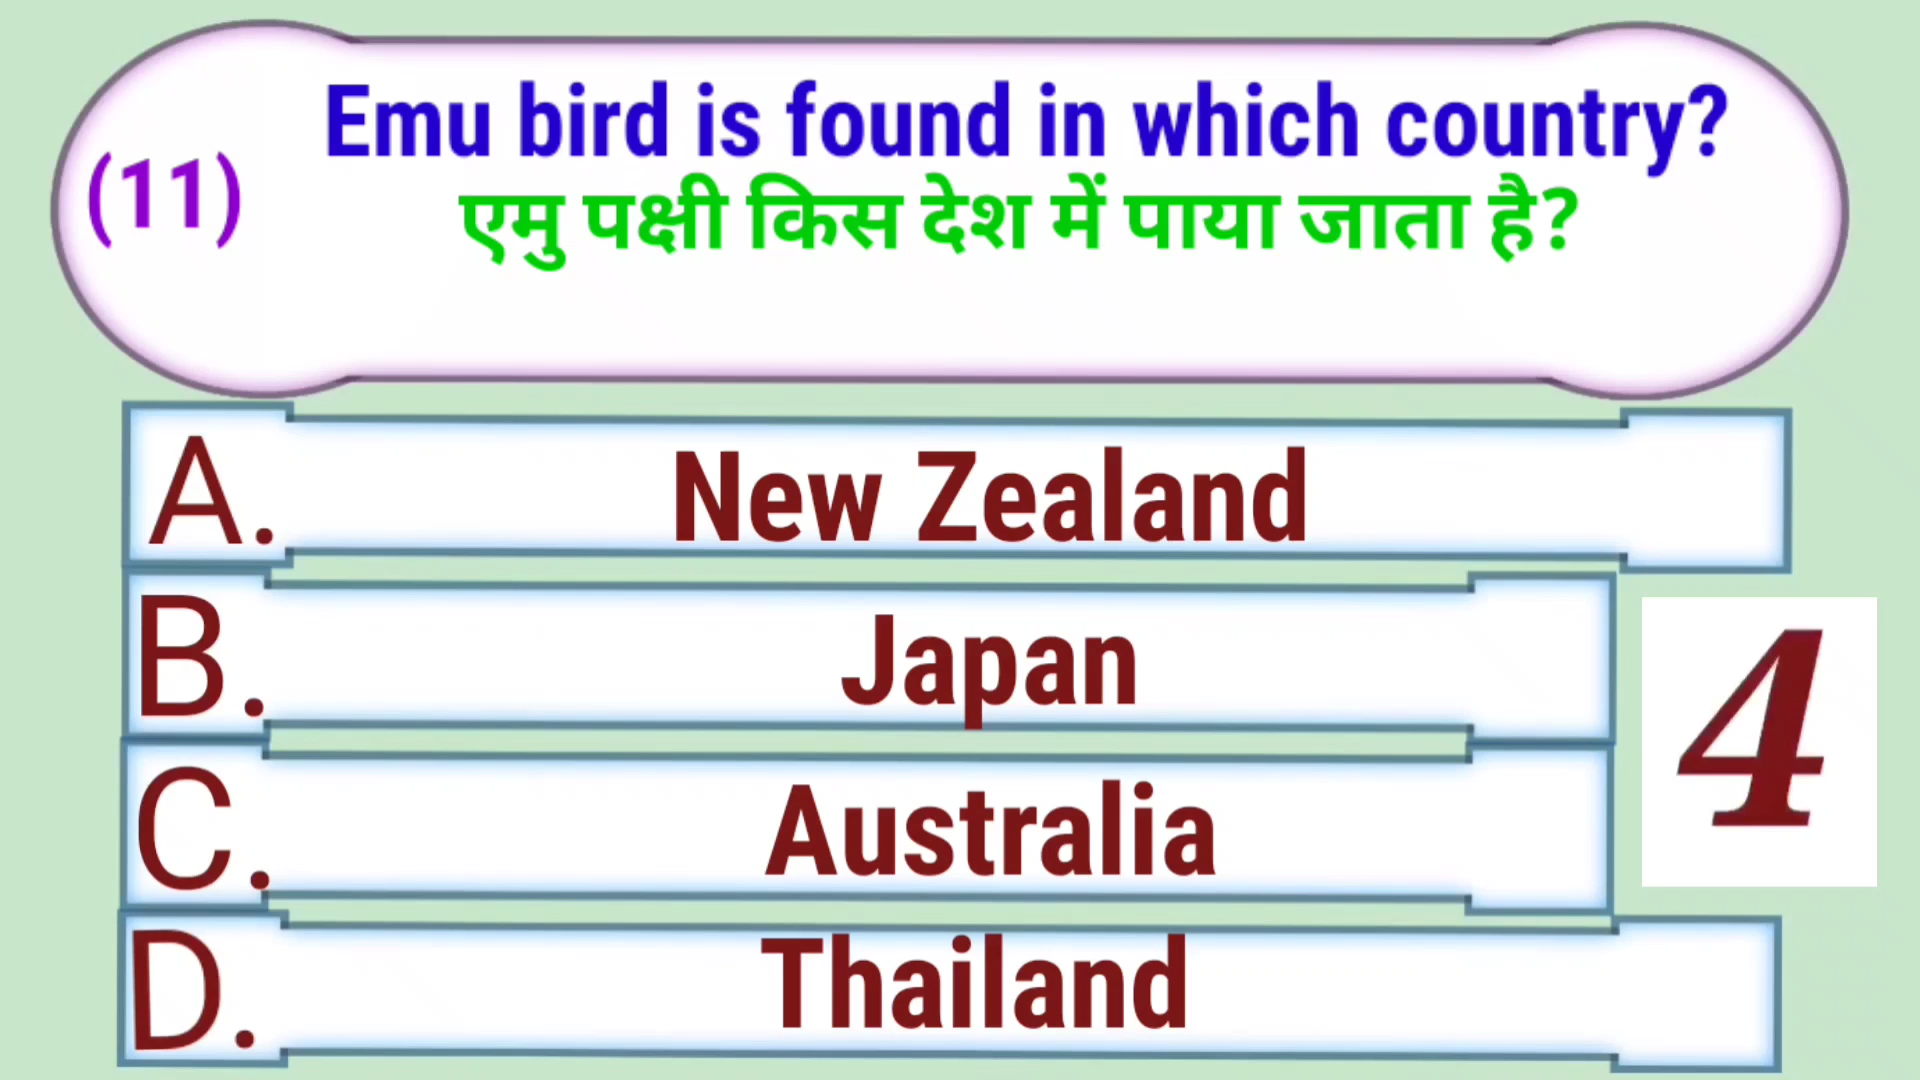 (11)
Emu bird is found in which country?
एमु पक्षी किस देश में पाया जाता है?
A. New Zealand
B. Japan
C. Australia
D. Thailand
4